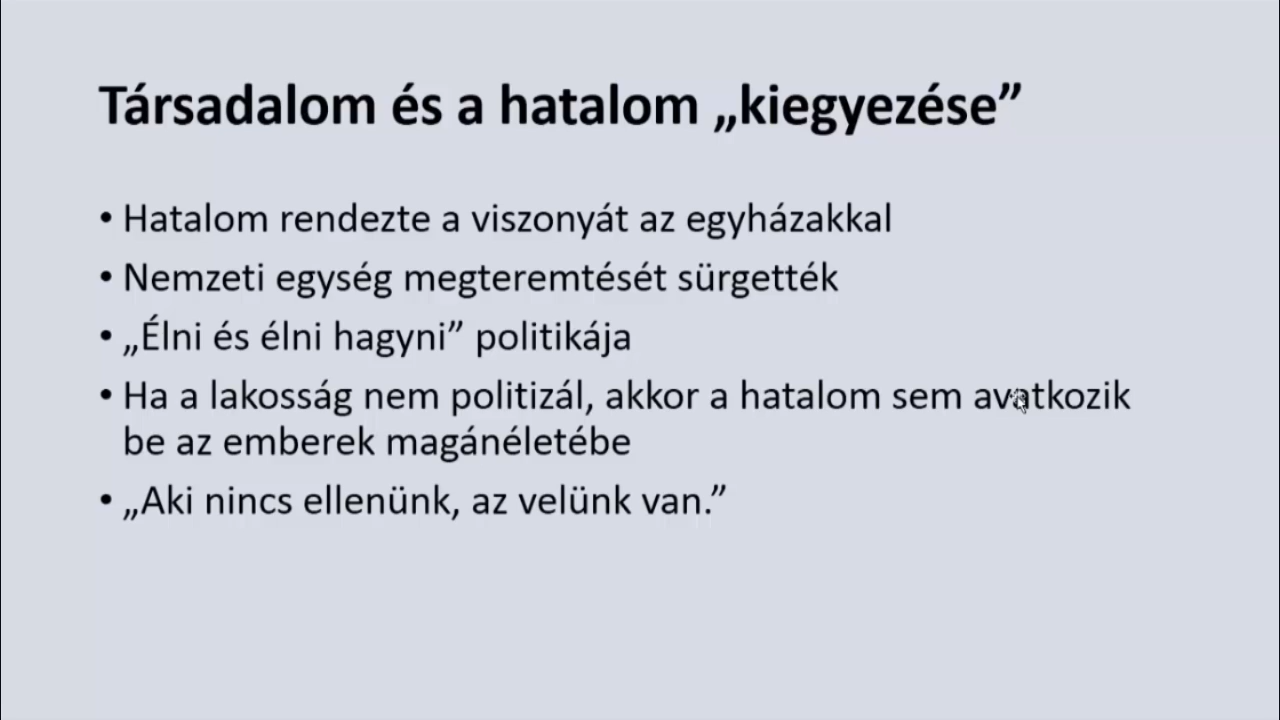 Társadalom és a hatalom „kiegyezése”
• Hatalom rendezte a viszonyát az egyházakkal
• Nemzeti egység megteremtését sürgették
• „Élni és élni hagyni” politikája
• Ha a lakosság nem politizál, akkor a hatalom sem avatkozik
be az emberek magánéletébe
• „Aki nincs ellenünk, az velünk van.”